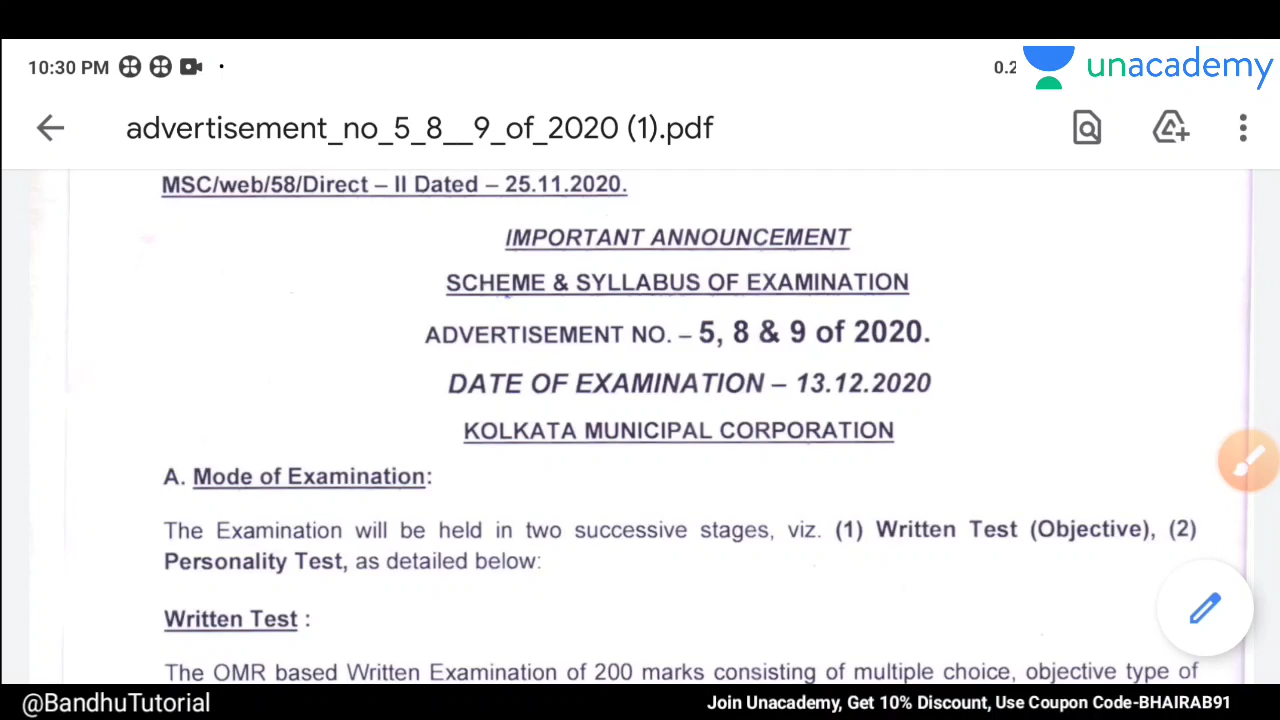 10:30 PM
0.2
unacademy
advertisement_no_5_8__9_of_2020 (1).pdf
MSC/web/58/Direct – II Dated – 25.11.2020.
IMPORTANT ANNOUNCEMENT
SCHEME & SYLLABUS OF EXAMINATION
ADVERTISEMENT NO. – 5, 8 & 9 of 2020.
DATE OF EXAMINATION – 13.12.2020
KOLKATA MUNICIPAL CORPORATION
A. Mode of Examination:
The Examination will be held in two successive stages, viz. (1) Written Test (Objective), (2)
Personality Test, as detailed below:
Written Test :
The OMR based Written Examination of 200 marks consisting of multiple choice, objective type of
@BandhuTutorial
Join Unacademy, Get 10% Discount, Use Coupon Code-BHAIRAB91